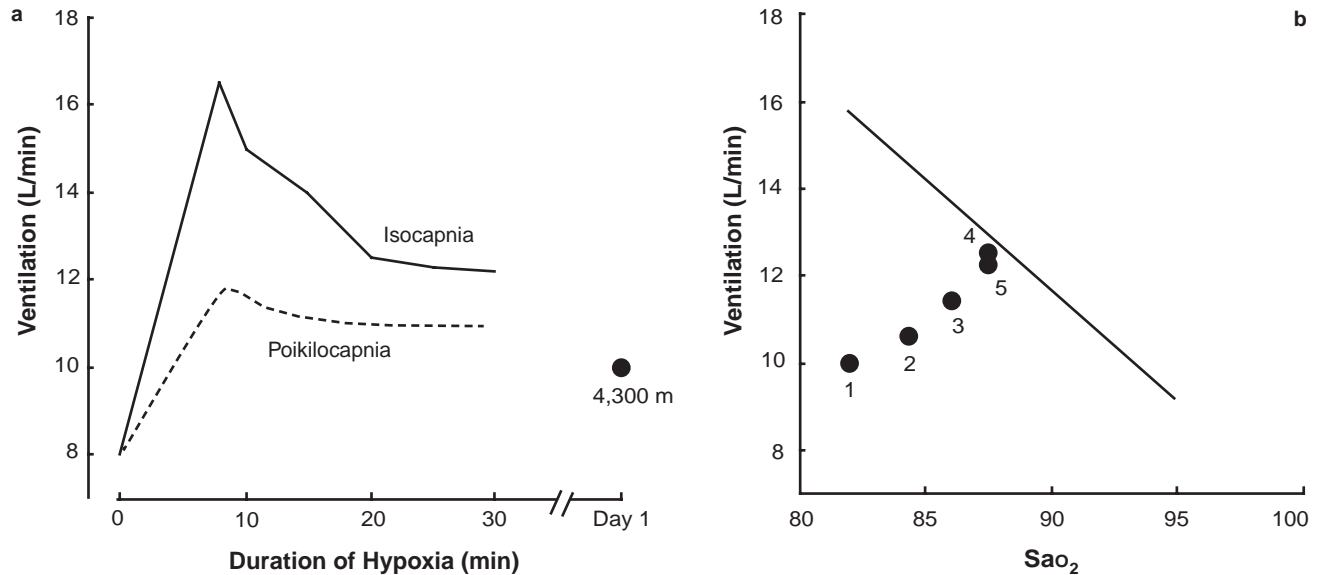 a
Ventilation (L/min)
18
16
14
12
10
8
Isocapnia
Poikilocapnia
4,300 m
0 10 20 30 Day 1
Duration of Hypoxia (min)
b
Ventilation (L/min)
18
16
14
12
10
8
4
5
3
2
1
80 85 90 95 100
SaO₂